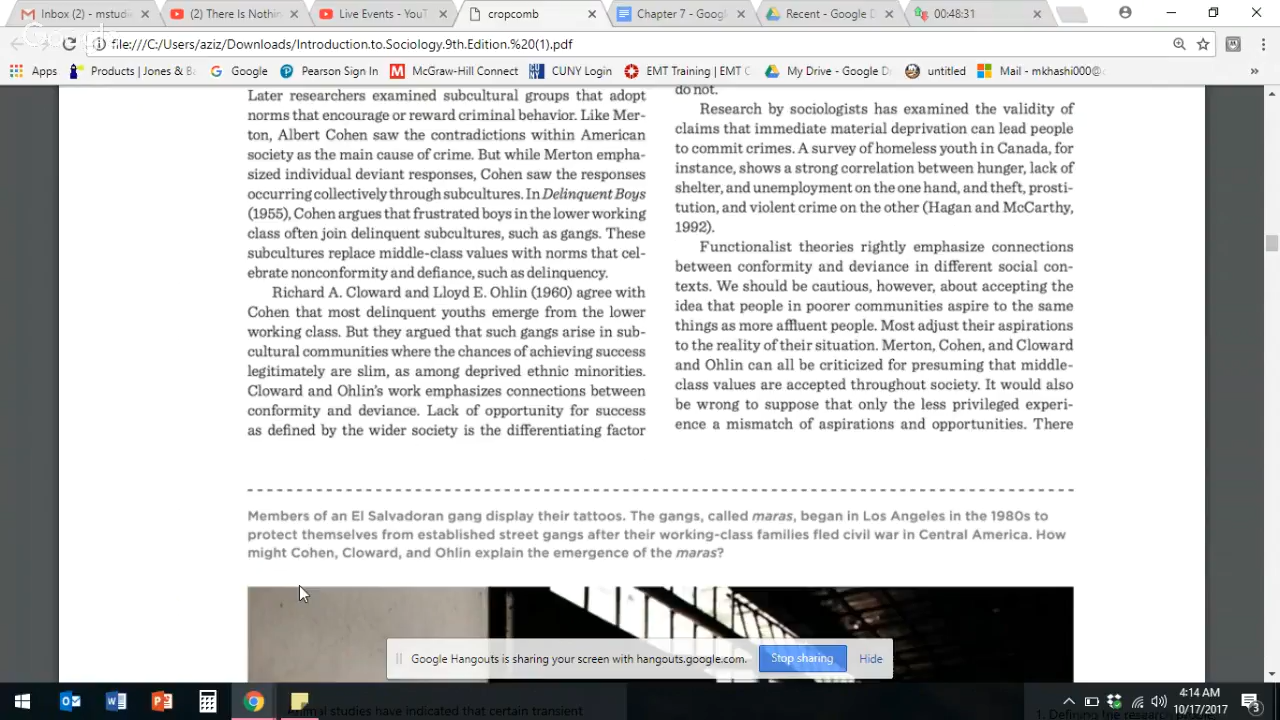 Inbox (2) - mstudie
(2) There Is Nothin
Live Events - YouT
cropcomb
Chapter 7 - Googl
Recent - Google D
00:48:31
file:///C:/Users/aziz/Downloads/Introduction.to.Sociology.9th.Edition.%20(1).pdf
Apps
Products | Jones & Ba
Google
Pearson Sign In
McGraw-Hill Connect
CUNY Login
EMT Training | EMT C
My Drive - Google D
untitled
Mail - mkhashi000@c
Later researchers examined subcultural groups that adopt
norms that encourage or reward criminal behavior. Like Mer-
ton, Albert Cohen saw the contradictions within American
society as the main cause of crime. But while Merton empha-
sized individual deviant responses, Cohen saw the responses
occurring collectively through subcultures. In Delinquent Boys
(1955), Cohen argues that frustrated boys in the lower working
class often join delinquent subcultures, such as gangs. These
subcultures replace middle-class values with norms that cel-
ebrate nonconformity and defiance, such as delinquency.
Richard A. Cloward and Lloyd E. Ohlin (1960) agree with
Cohen that most delinquent youths emerge from the lower
working class. But they argued that such gangs arise in sub-
cultural communities where the chances of achieving success
legitimately are slim, as among deprived ethnic minorities.
Cloward and Ohlin's work emphasizes connections between
conformity and deviance. Lack of opportunity for success
as defined by the wider society is the differentiating factor
do not.
Research by sociologists has examined the validity of
claims that immediate material deprivation can lead people
to commit crimes. A survey of homeless youth in Canada, for
instance, shows a strong correlation between hunger, lack of
shelter, and unemployment on the one hand, and theft, prosti-
tution, and violent crime on the other (Hagan and McCarthy,
1992).
Functionalist theories rightly emphasize connections
between conformity and deviance in different social con-
texts. We should be cautious, however, about accepting the
idea that people in poorer communities aspire to the same
things as more affluent people. Most adjust their aspirations
to the reality of their situation. Merton, Cohen, and Cloward
and Ohlin can all be criticized for presuming that middle-
class values are accepted throughout society. It would also
be wrong to suppose that only the less privileged experi-
ence a mismatch of aspirations and opportunities. There
Members of an El Salvadoran gang display their tattoos. The gangs, called maras, began in Los Angeles in the 1980s to
protect themselves from established street gangs after their working-class families fled civil war in Central America. How
might Cohen, Cloward, and Ohlin explain the emergence of the maras?
Google Hangouts is sharing your screen with hangouts.google.com.
Stop sharing
Hide
4:14 AM
10/17/2017
3
Animal studies have indicated that certain transient